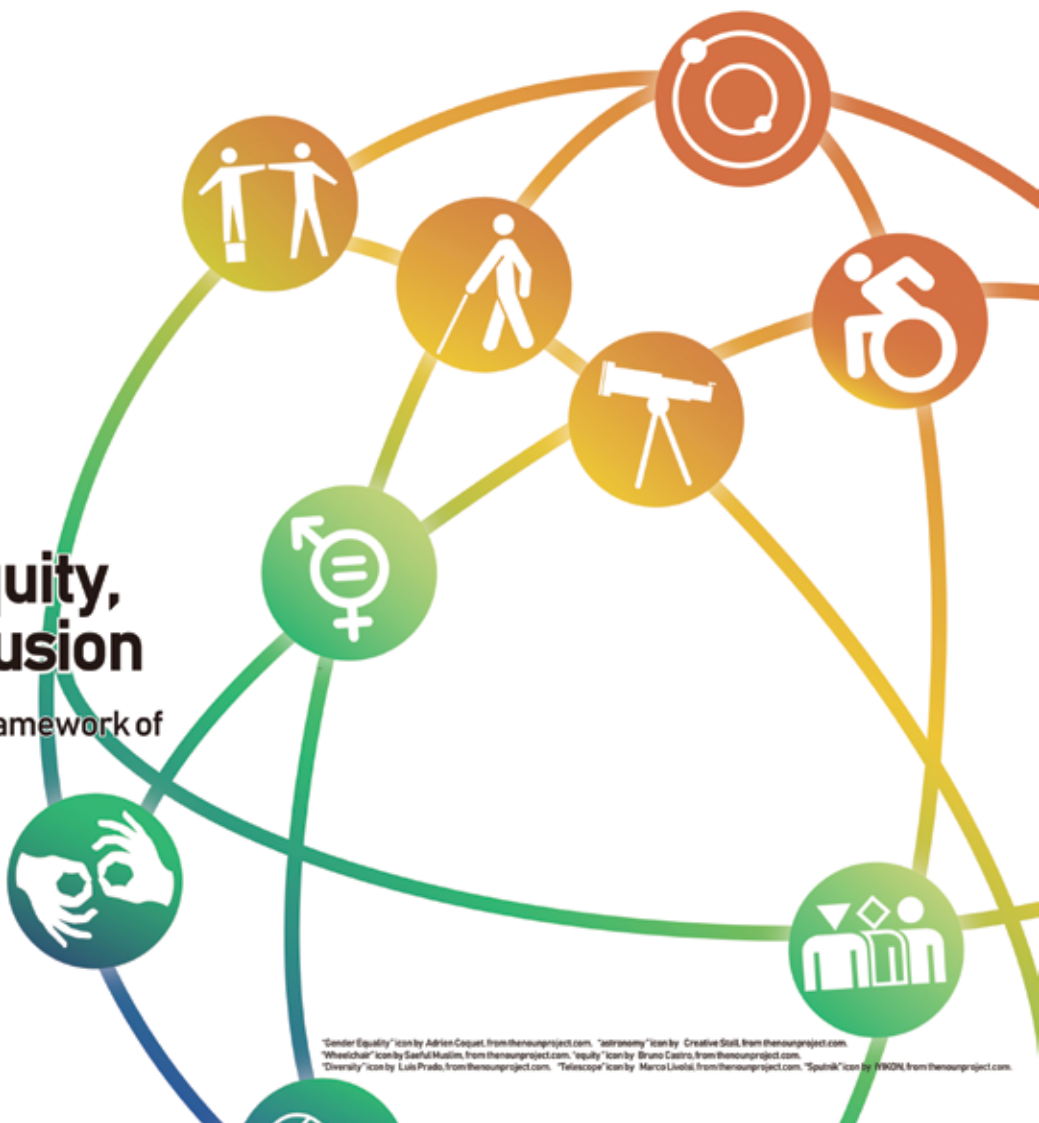 quity,
usion
amework of
"Gender Equality" icon by Adrien Coquet, from thenounproject.com. "astronomy" icon by Creative Stall, from thenounproject.com.
"Wheelchair" icon by Saeful Muslim, from thenounproject.com. "equity" icon by Bruno Castro, from thenounproject.com.
"Diversity" icon by Luis Prado, from thenounproject.com. "Telescope" icon by Marco Livolsi, from thenounproject.com. "Sputnik" icon by IYIKON, from thenounproject.com.